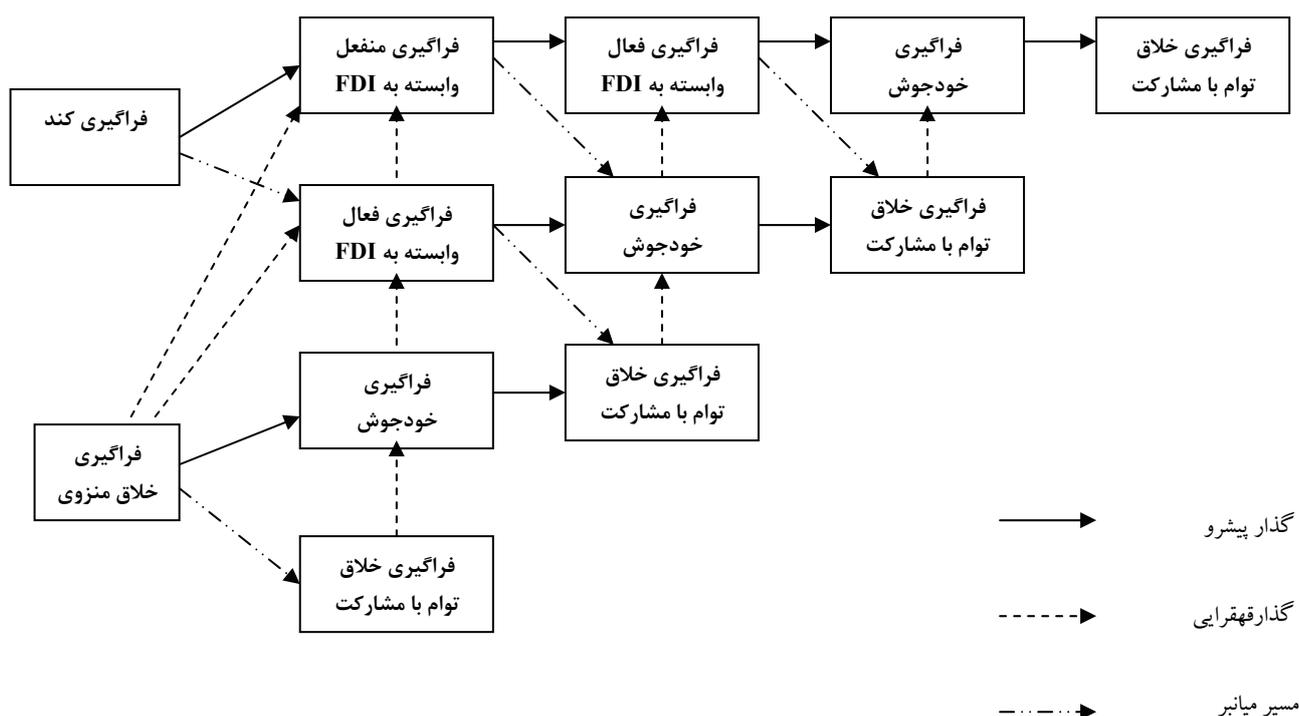 فراگیری خلاق
توام با مشارکت
فراگیری
خودجوش
فراگیری فعال
وابسته به FDI
فراگیری منفعل
وابسته به FDI
فراگیری کند
فراگیری خلاق
توام با مشارکت
فراگیری
خودجوش
فراگیری فعال
وابسته به FDI
فراگیری خلاق
توام با مشارکت
فراگیری
خودجوش
فراگیری
خلاق منزوی
فراگیری خلاق
توام با مشارکت
گذار پیشرو
گذارقهقرایی
مسیر میانبر